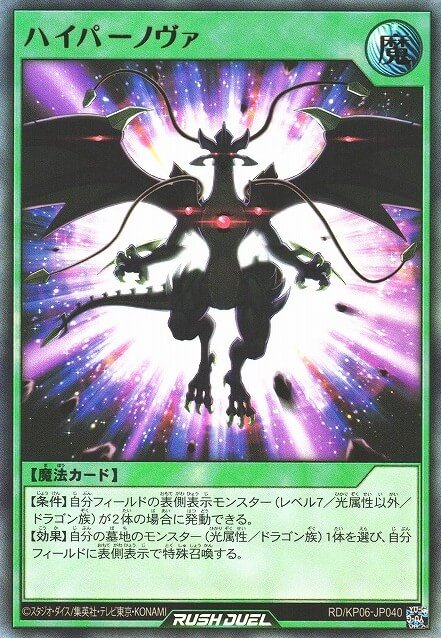 ハイパーノヴァ
魔
【魔法カード】
【条件】自分フィールドの表側表示モンスター(レベル7/光属性以外/
ドラゴン族)が2体の場合に発動できる。
【効果】自分の墓地のモンスター(光属性/ドラゴン族)1体を選び、自分
フィールドに表側表示で特殊召喚する。
©スタジオ・ダイス/集英社・テレビ東京・KONAMI
RUSH DUEL
RD/KP06-JP040